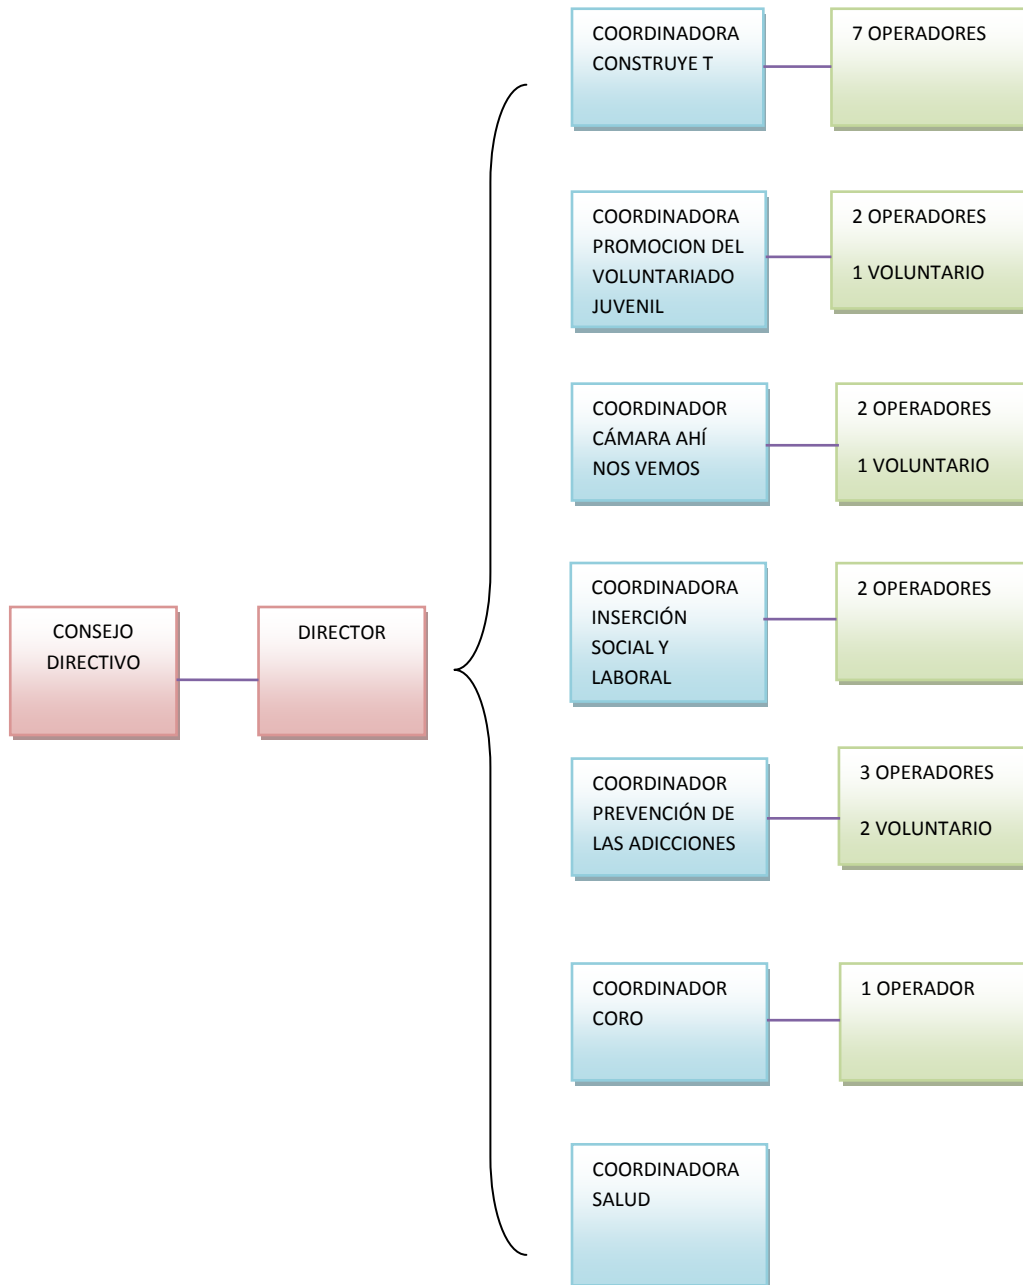 COORDINADORA
CONSTRUYE T
7 OPERADORES
COORDINADORA
PROMOCION DEL
VOLUNTARIADO
JUVENIL
2 OPERADORES
1 VOLUNTARIO
COORDINADOR
CÁMARA AHÍ
NOS VEMOS
2 OPERADORES
1 VOLUNTARIO
CONSEJO
DIRECTIVO
DIRECTOR
COORDINADORA
INSERCIÓN
SOCIAL Y
LABORAL
2 OPERADORES
COORDINADOR
PREVENCIÓN DE
LAS ADICCIONES
3 OPERADORES
2 VOLUNTARIO
COORDINADOR
CORO
1 OPERADOR
COORDINADORA
SALUD